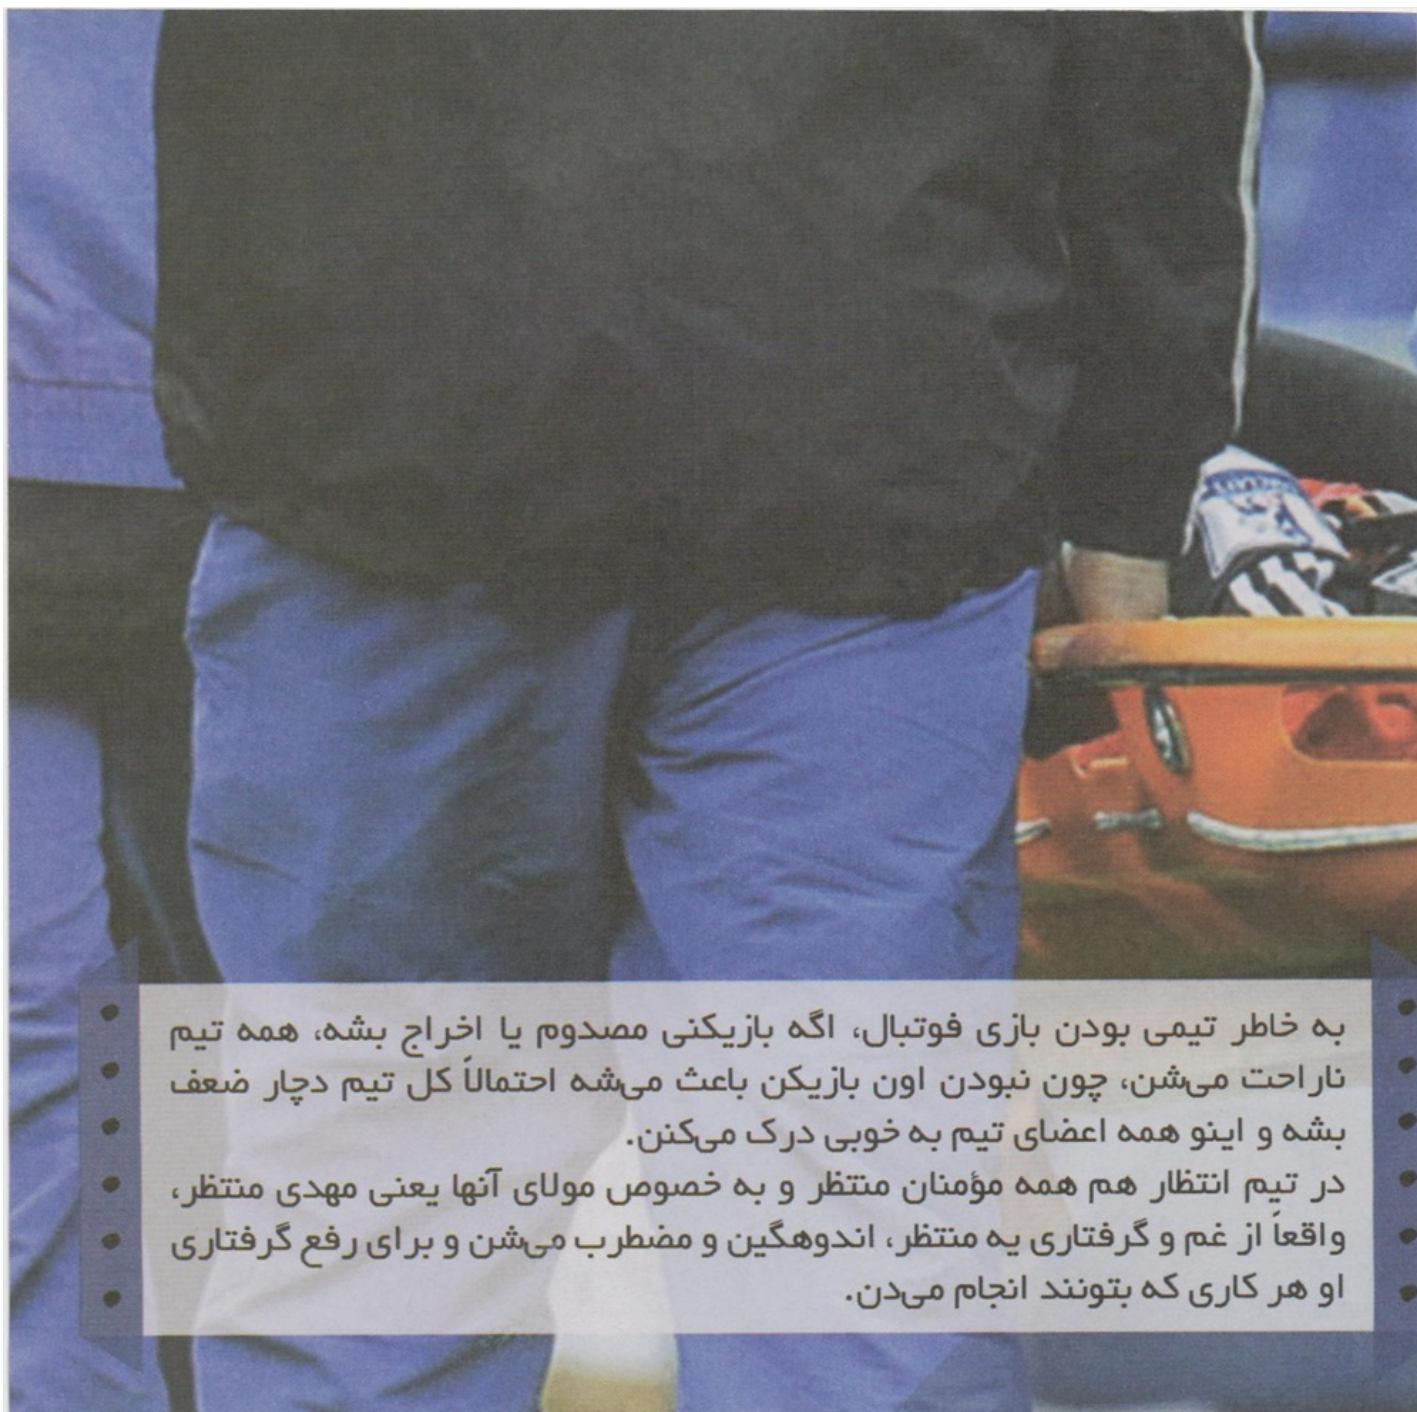 به خاطر تیمی بودن بازی فوتبال، اگه بازیکنی مصدوم یا اخراج بشه، همه تیم
ناراحت می‌شن، چون نبودن اون بازیکن باعث می‌شه احتمالاً کل تیم دچار ضعف
بشه و اینو همه اعضای تیم به خوبی درک می‌کنن.
در تیم انتظار هم همه مؤمنان منتظر و به خصوص مولای آنها یعنی مهدی منتظر،
واقعاً از غم و گرفتاری یه منتظر، اندوهگین و مضطرب می‌شن و برای رفع گرفتاری
او هر کاری که بتونند انجام می‌دن.